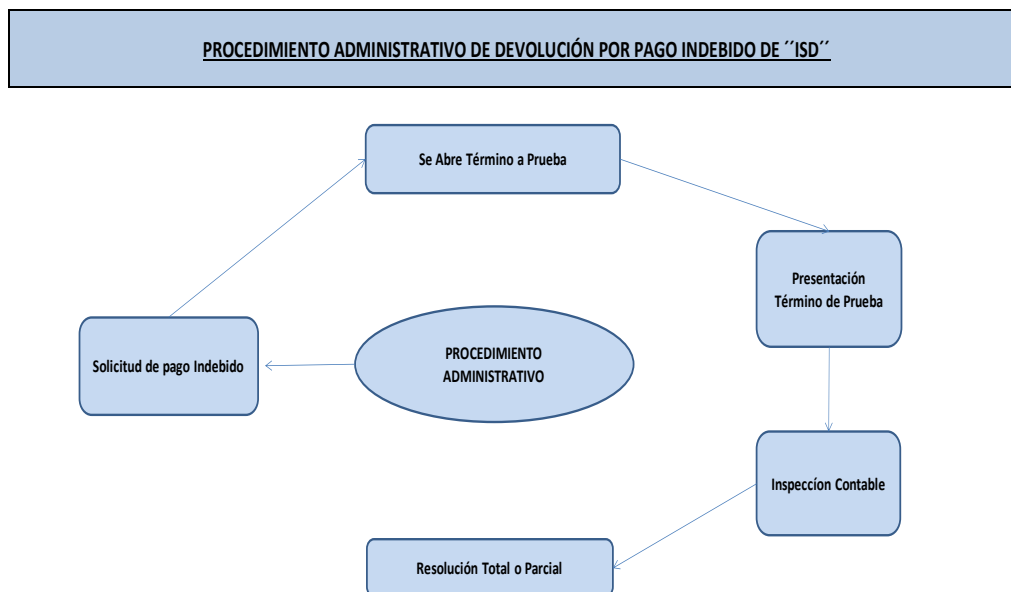 PROCEDIMIENTO ADMINISTRATIVO DE DEVOLUCIÓN POR PAGO INDEBIDO DE ´´ISD´´
Se Abre Término a Prueba
Presentación
Término de Prueba
Solicitud de pago Indebido
PROCEDIMIENTO
ADMINISTRATIVO
Inspeccíon Contable
Resolución Total o Parcial